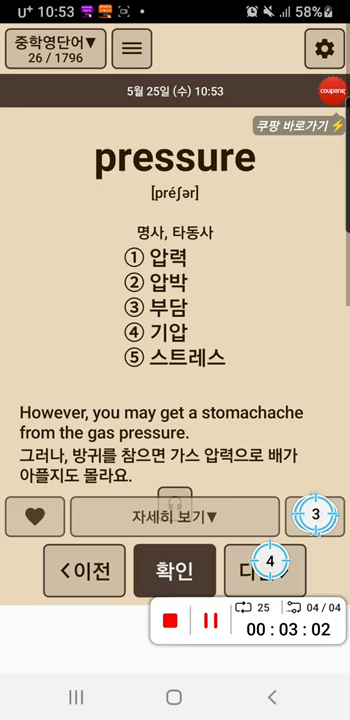 U+ 10:53 58%
중학영단어▼
26 / 1796
5월 25일 (수) 10:53
coupang
쿠팡 바로가기⚡
pressure
[préʃər]
명사, 타동사
① 압력
② 압박
③ 부담
④ 기압
⑤ 스트레스
However, you may get a stomachache
from the gas pressure.
그러나, 방귀를 참으면 가스 압력으로 배가
아플지도 몰라요.
자세히 보기▼
3
<이전
확인
4
25
04 / 04
00 : 03 : 02